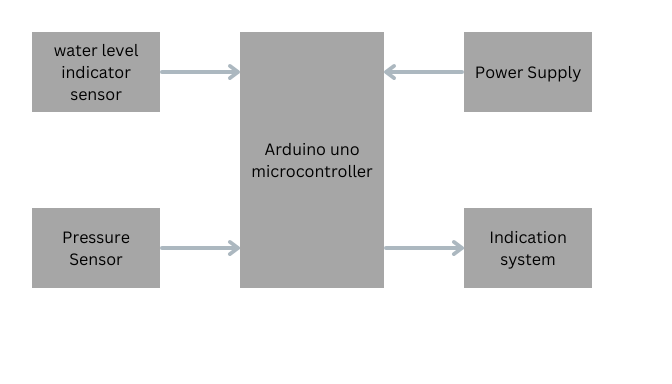 water level
indicator
sensor
Arduino uno
microcontroller
Power Supply
Pressure
Sensor
Indication
system